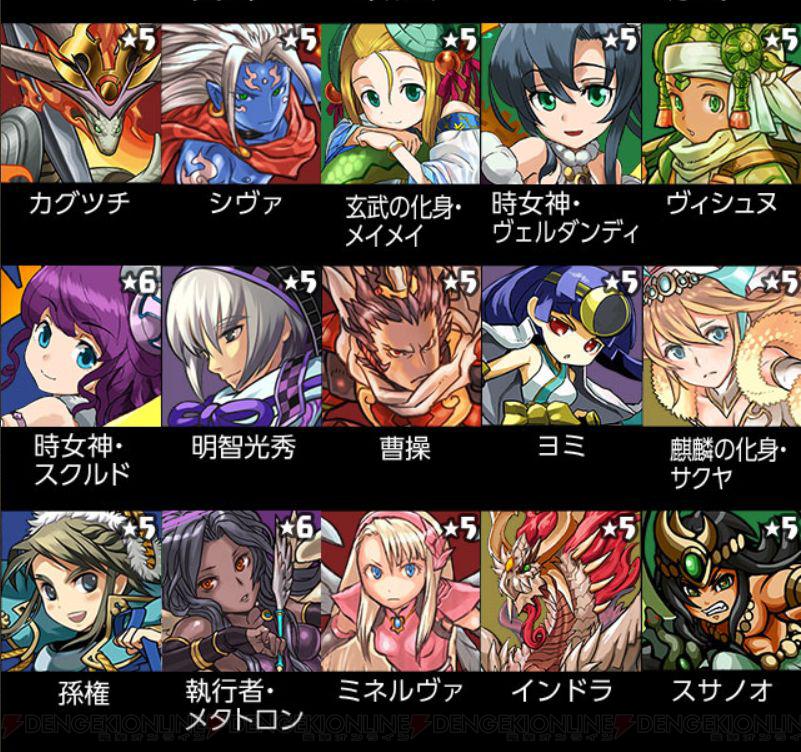 ★5 ★5 ★5 ★5 ★5
カグツチ
シヴァ
玄武の化身・
メイメイ
時女神・
ヴェルダンディ
ヴィシュヌ
★6 ★5 ★5 ★5 ★5
時女神・
スクルド
明智光秀
曹操
ヨミ
麒麟の化身・
サクヤ
★5 ★6 ★5 ★5 ★5
孫権
執行者・
メタトロン
ミネルヴァ
インドラ
スサノオ
DENGEKIONLINE DENGEKIONLINE DENGEKIONLINE DENGEKIONLINE